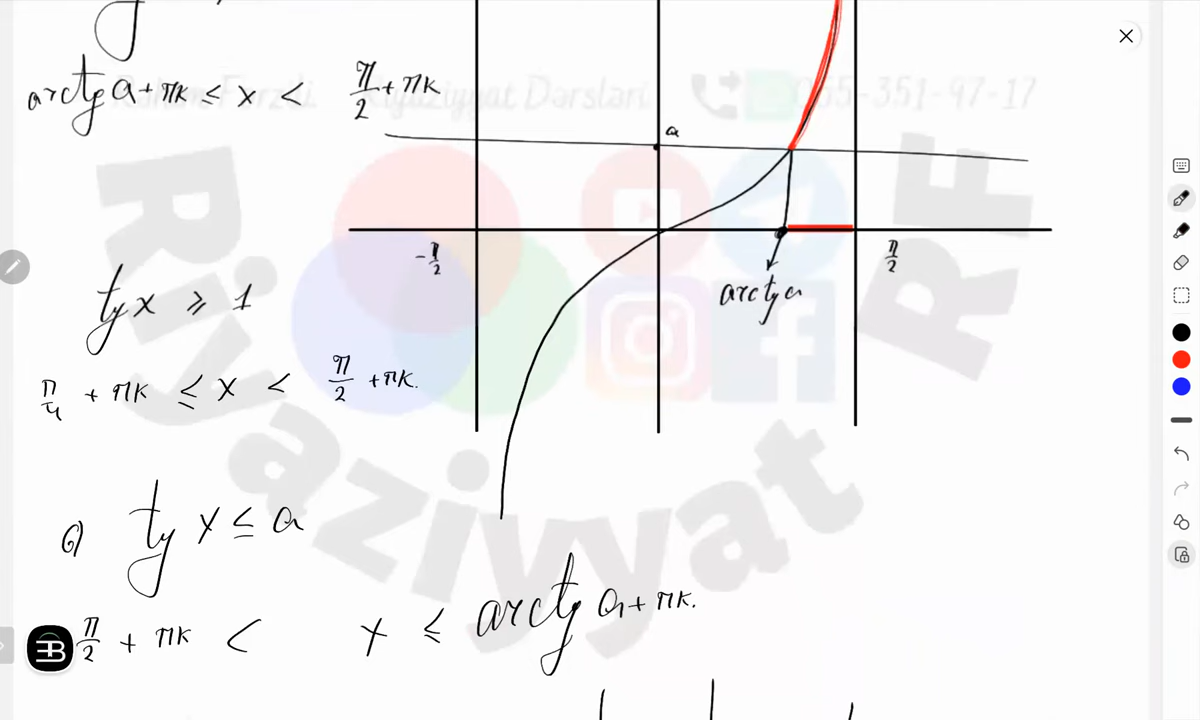 arctg a + πk ≤ x < π/2 + πk
Riyaziyyat Dərsləri 055-351-97-17
a
-π/2
π/2
arctg a
tg x ≥ 1
π/4 + πk ≤ x < π/2 + πk.
tg x ≤ a
π/2 + πk < x ≤ arctg a + πk.
Riyaziyyat RF